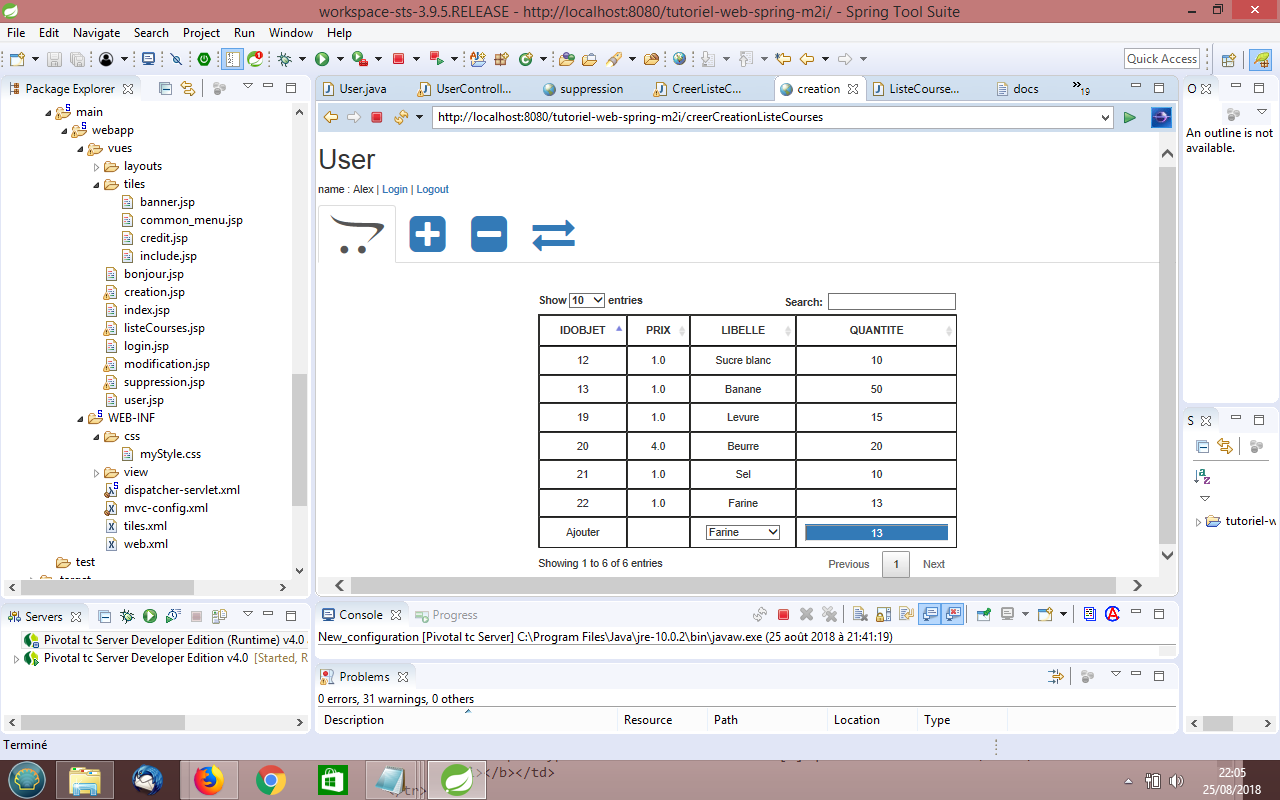 workspace-sts-3.9.5.RELEASE - http://localhost:8080/tutoriel-web-spring-m2i/ - Spring Tool Suite
File Edit Navigate Search Project Run Window Help
Quick Access
Package Explorer
main
webapp
vues
layouts
tiles
banner.jsp
common_menu.jsp
credit.jsp
include.jsp
bonjour.jsp
creation.jsp
index.jsp
listeCourses.jsp
login.jsp
modification.jsp
suppression.jsp
user.jsp
WEB-INF
css
myStyle.css
view
dispatcher-servlet.xml
mvc-config.xml
tiles.xml
web.xml
test
target
User.java UserControll... suppression CreerListeC... creation ListeCourse... docs 19
http://localhost:8080/tutoriel-web-spring-m2i/creerCreationListeCourses
User
name : Alex | Login | Logout
Show 10 entries Search:
IDOBJET PRIX LIBELLE QUANTITE
12 1.0 Sucre blanc 10
13 1.0 Banane 50
19 1.0 Levure 15
20 4.0 Beurre 20
21 1.0 Sel 10
22 1.0 Farine 13
Ajouter Farine 13
Showing 1 to 6 of 6 entries Previous 1 Next
O
An outline is not
available.
S
tutoriel-w
Servers
Pivotal tc Server Developer Edition (Runtime) v4.0
Pivotal tc Server Developer Edition v4.0 [Started, R
Console Progress
New_configuration [Pivotal tc Server] C:\Program Files\Java\jre-10.0.2\bin\javaw.exe (25 août 2018 à 21:41:19)
Problems
0 errors, 31 warnings, 0 others
Description Resource Path Location Type
Terminé
></b></td>
</tr>
22:05
25/08/2018